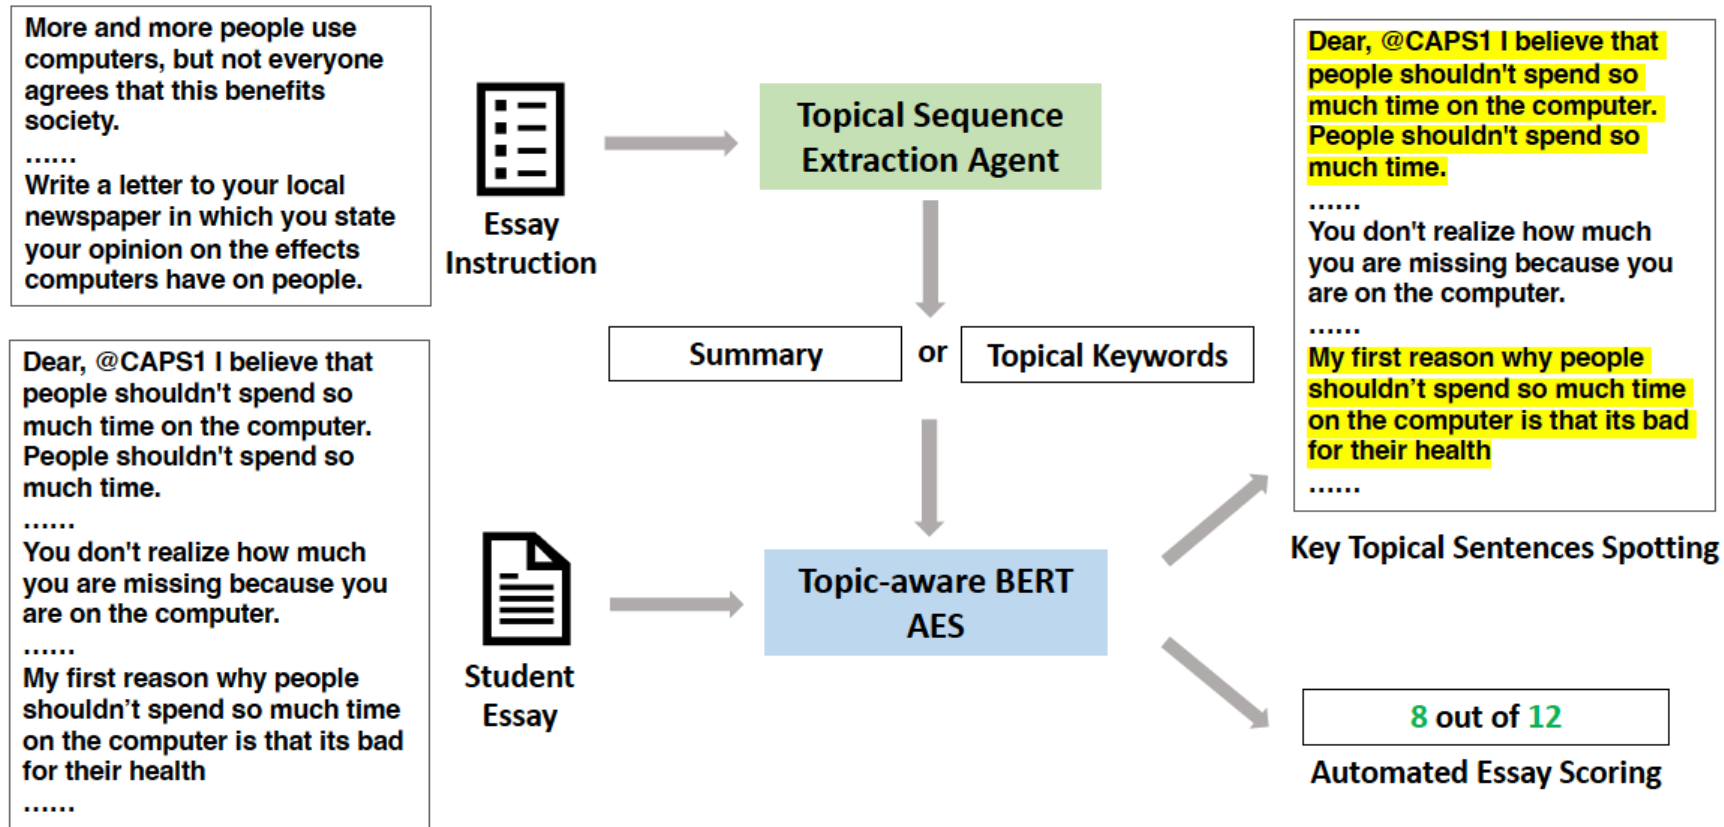 More and more people use
computers, but not everyone
agrees that this benefits
society.
......
Write a letter to your local
newspaper in which you state
your opinion on the effects
computers have on people.
Essay
Instruction
Topical Sequence
Extraction Agent
Summary
or
Topical Keywords
Dear, @CAPS1 I believe that
people shouldn't spend so
much time on the computer.
People shouldn't spend so
much time.
......
You don't realize how much
you are missing because you
are on the computer.
......
My first reason why people
shouldn’t spend so much time
on the computer is that its bad
for their health
......
Student
Essay
Topic-aware BERT
AES
Dear, @CAPS1 I believe that
people shouldn't spend so
much time on the computer.
People shouldn't spend so
much time.
......
You don't realize how much
you are missing because you
are on the computer.
......
My first reason why people
shouldn’t spend so much time
on the computer is that its bad
for their health
......
Key Topical Sentences Spotting
8 out of 12
Automated Essay Scoring